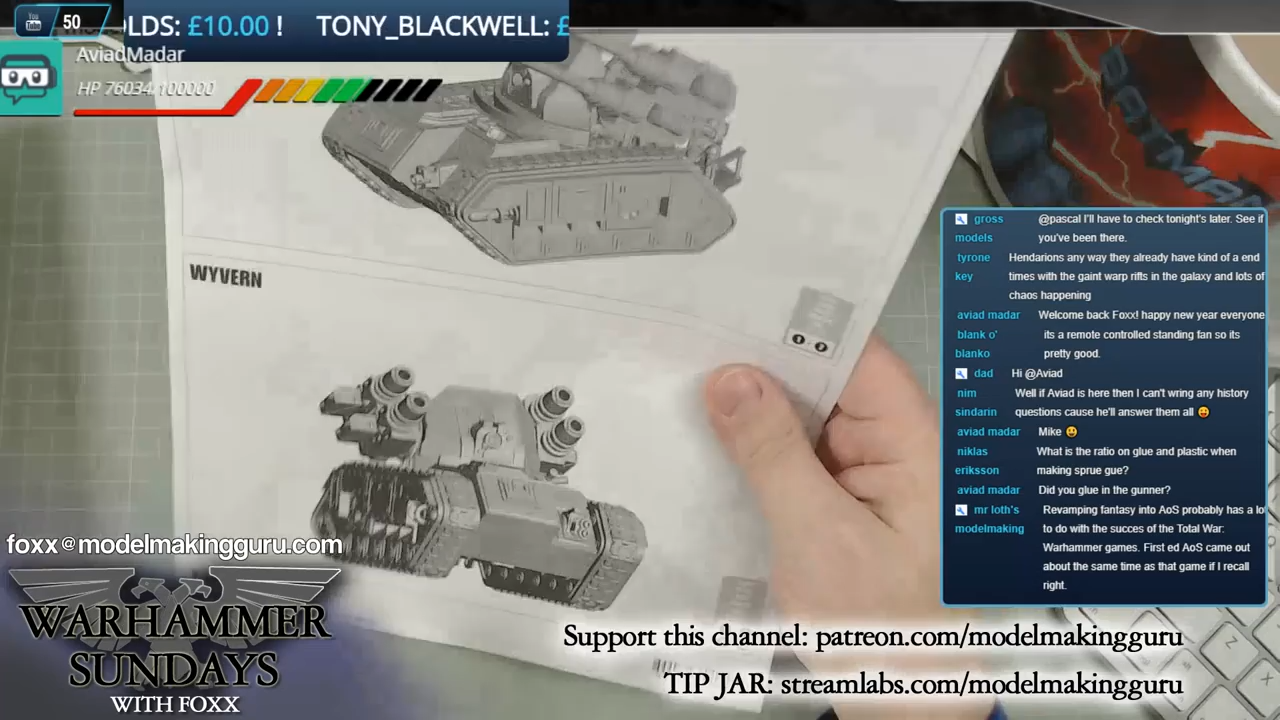 You
Tube
50
OLDS: £10.00 ! TONY_BLACKWELL: £
AviadMadar
HP 76034/100000
WYVERN
gross models @pascal I'll have to check tonight's later. See if
you've been there.
tyrone key Hendarions any way they already have kind of a end
times with the gaint warp rifts in the galaxy and lots of
chaos happening
aviad madar Welcome back Foxx! happy new year everyone
blank o' blanko its a remote controlled standing fan so its
pretty good.
dad Hi @Aviad
nim sindarin Well if Aviad is here then I can't wring any history
questions cause he'll answer them all 😛
aviad madar Mike 😀
niklas eriksson What is the ratio on glue and plastic when
making sprue gue?
aviad madar Did you glue in the gunner?
mr loth's modelmaking Revamping fantasy into AoS probably has a lot
to do with the succes of the Total War:
Warhammer games. First ed AoS came out
about the same time as that game if I recall
right.
foxx@modelmakingguru.com
WARHAMMER
SUNDAYS
WITH FOXX
Support this channel: patreon.com/modelmakingguru
TIP JAR: streamlabs.com/modelmakingguru
Z
X